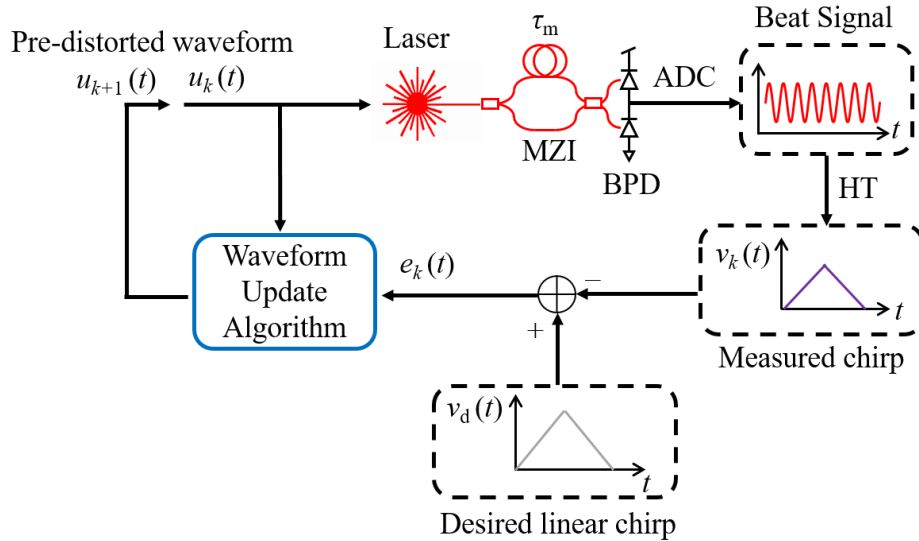 Pre-distorted waveform
u_{k+1}(t)
u_k(t)
Laser
τ_m
MZI
BPD
ADC
Beat Signal
t
HT
v_k(t)
t
Measured chirp
Waveform
Update
Algorithm
e_k(t)
−
+
v_d(t)
t
Desired linear chirp